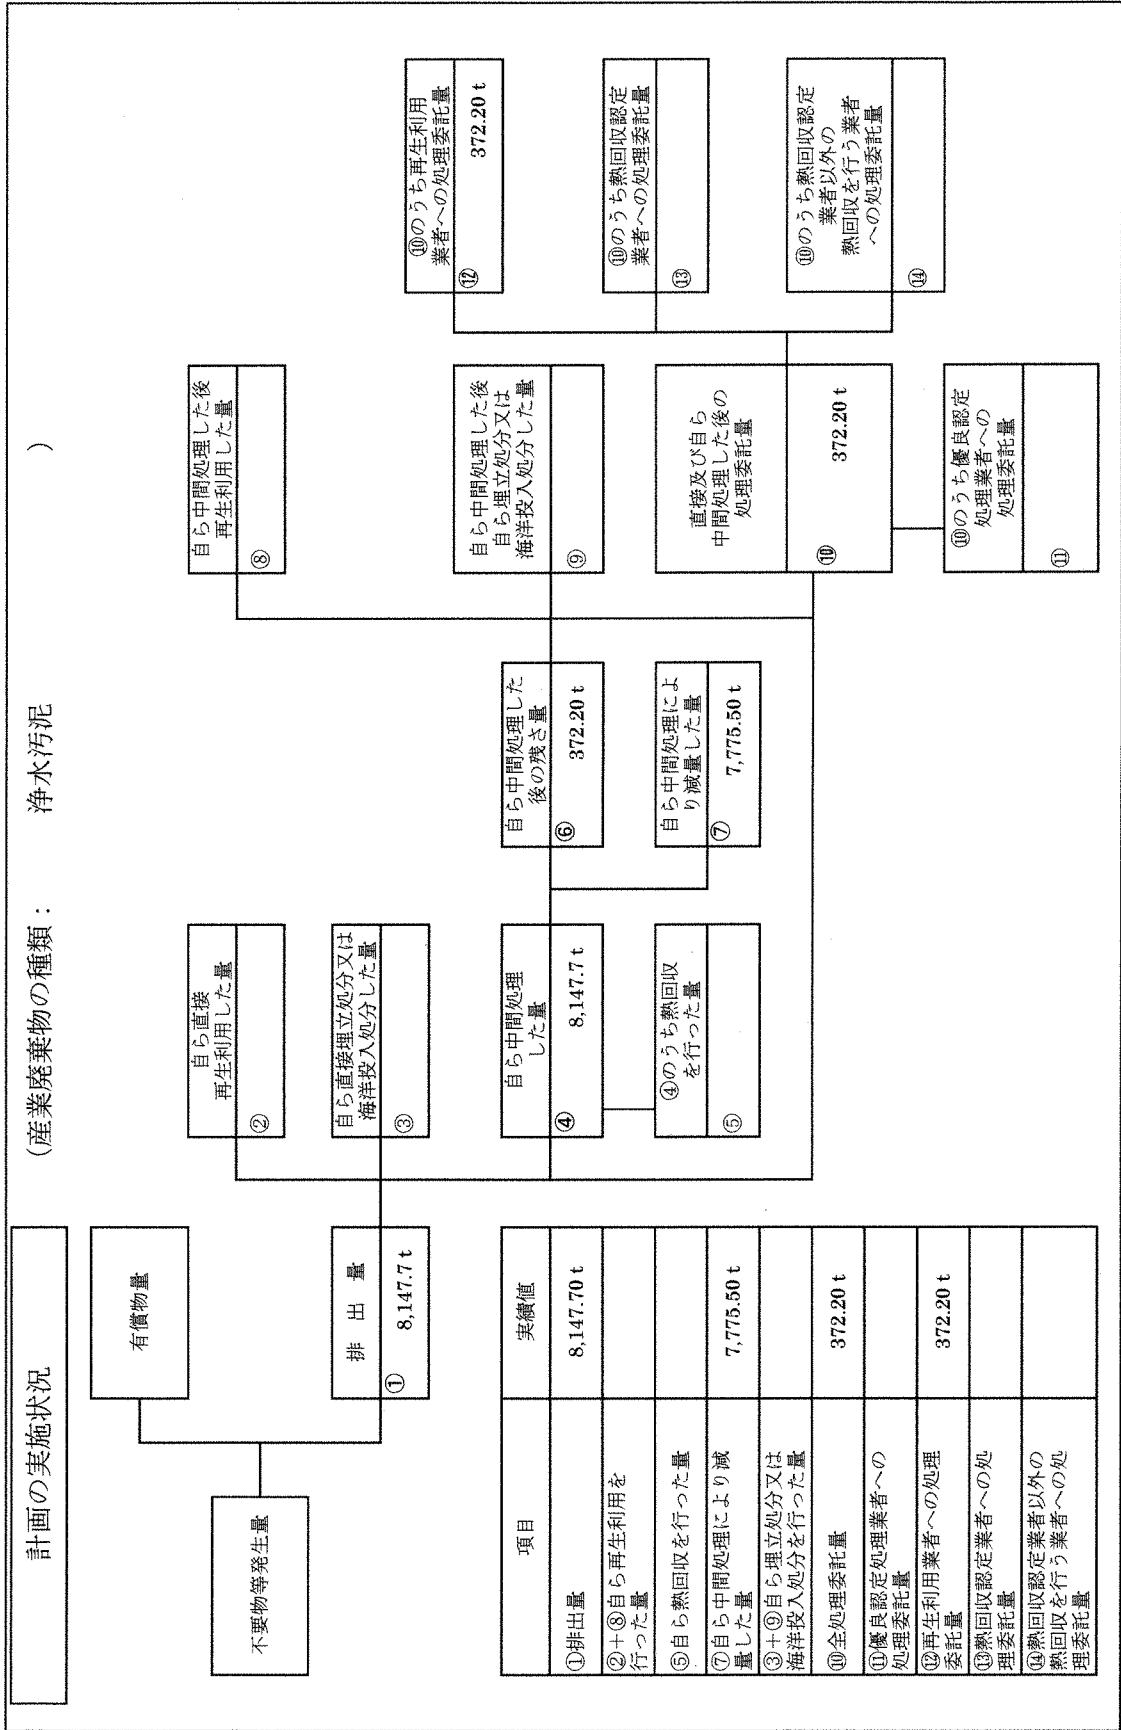 計画の実施状況
(産業廃棄物の種類： 浄水汚泥 )
不要物等発生量
有償物量
排出量
① 8,147.7 t
自ら直接
再生利用した量
②
自ら直接埋立処分又は
海洋投入処分した量
③
自ら中間処理
した量
④ 8,147.7 t
④のうち熱回収
を行った量
⑤
自ら中間処理した
後の残さ量
⑥ 372.20 t
自ら中間処理によ
り減量した量
⑦ 7,775.50 t
自ら中間処理した後
再生利用した量
⑧
自ら中間処理した後
自ら埋立処分又は
海洋投入処分した量
⑨
直接及び自ら
中間処理した後の
処理委託量
⑩ 372.20 t
⑩のうち優良認定
処理業者への
処理委託量
⑪
⑩のうち再生利用
業者への処理委託量
⑫ 372.20 t
⑩のうち熱回収認定
業者への処理委託量
⑬
⑩のうち熱回収認定
業者以外の
熱回収を行う業者
への処理委託量
⑭
項目 実績値
①排出量 8,147.70 t
②＋⑧自ら再生利用を
行った量
⑤自ら熱回収を行った量
⑦自ら中間処理により減
量した量 7,775.50 t
③＋⑨自ら埋立処分又は
海洋投入処分を行った量
⑩全処理委託量 372.20 t
⑪優良認定処理業者への
処理委託量
⑫再生利用業者への処理
委託量 372.20 t
⑬熱回収認定業者への処
理委託量
⑭熱回収認定業者以外の
熱回収を行う業者への処
理委託量